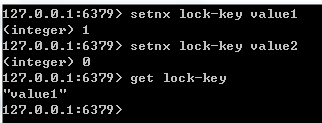 127.0.0.1:6379> setnx lock-key value1
(integer) 1
127.0.0.1:6379> setnx lock-key value2
(integer) 0
127.0.0.1:6379> get lock-key
"value1"
127.0.0.1:6379>